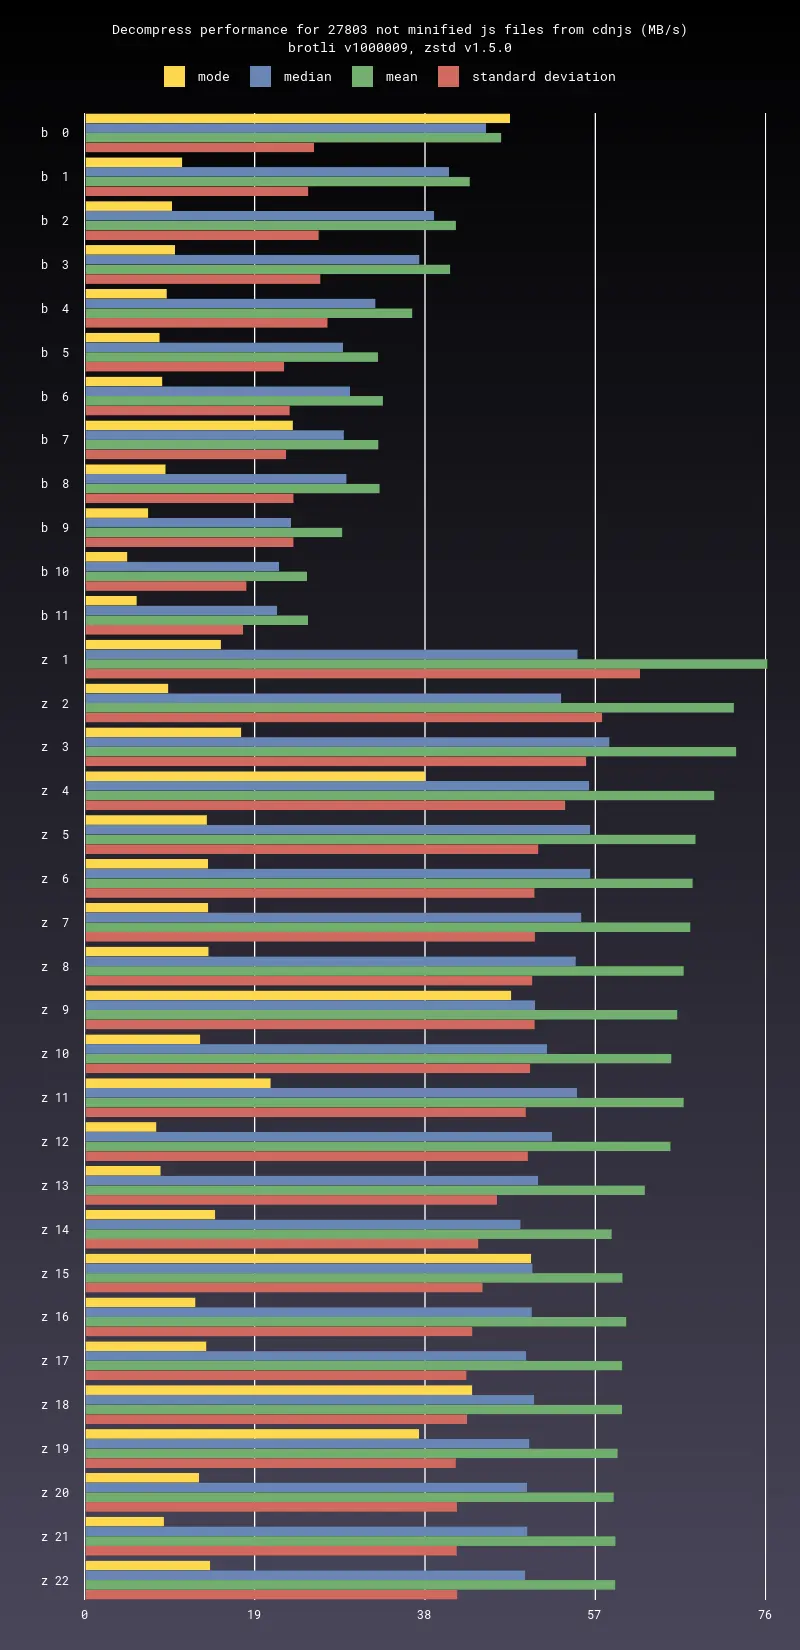 Decompress performance for 27803 not minified js files from cdnjs (MB/s)
brotli v1000009, zstd v1.5.0
mode median mean standard deviation
b 0
b 1
b 2
b 3
b 4
b 5
b 6
b 7
b 8
b 9
b 10
b 11
z 1
z 2
z 3
z 4
z 5
z 6
z 7
z 8
z 9
z 10
z 11
z 12
z 13
z 14
z 15
z 16
z 17
z 18
z 19
z 20
z 21
z 22
0 19 38 57 76